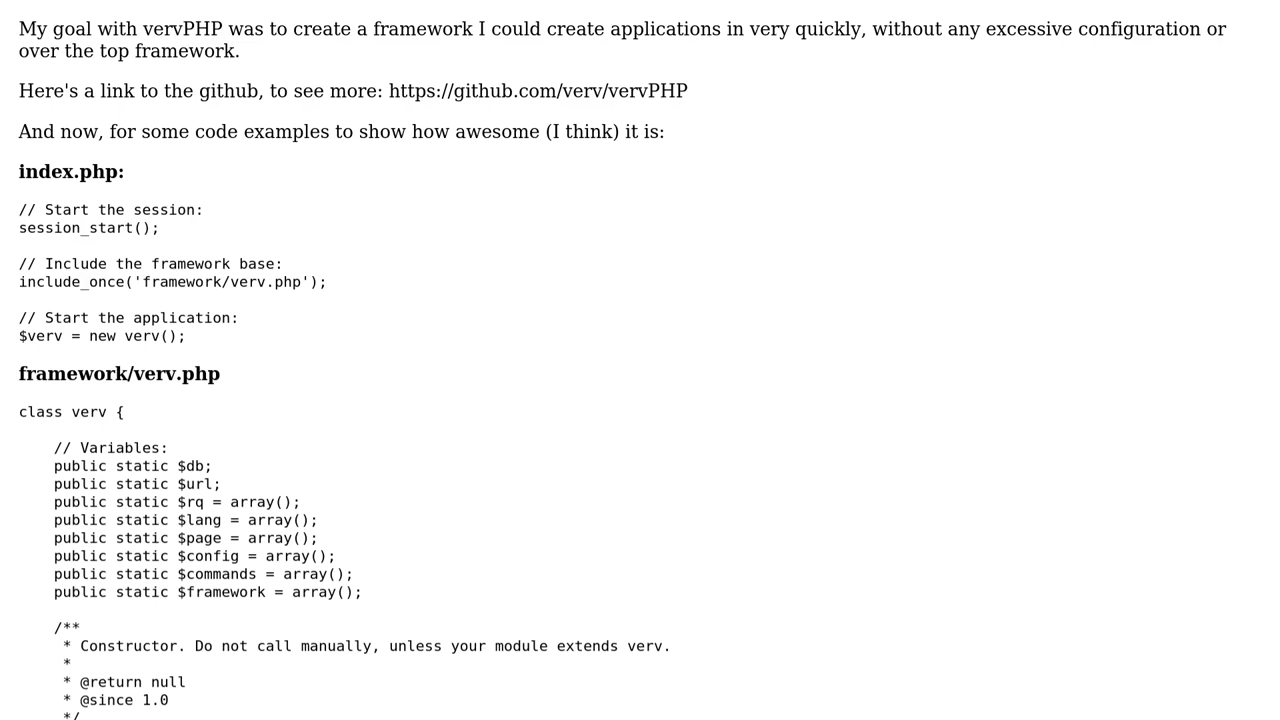 My goal with vervPHP was to create a framework I could create applications in very quickly, without any excessive configuration or
over the top framework.
Here's a link to the github, to see more: https://github.com/verv/vervPHP
And now, for some code examples to show how awesome (I think) it is:
index.php:
// Start the session:
session_start();
// Include the framework base:
include_once('framework/verv.php');
// Start the application:
$verv = new verv();
framework/verv.php
class verv {
    // Variables:
    public static $db;
    public static $url;
    public static $rq = array();
    public static $lang = array();
    public static $page = array();
    public static $config = array();
    public static $commands = array();
    public static $framework = array();
    /**
     * Constructor. Do not call manually, unless your module extends verv.
     *
     * @return null
     * @since 1.0
     */